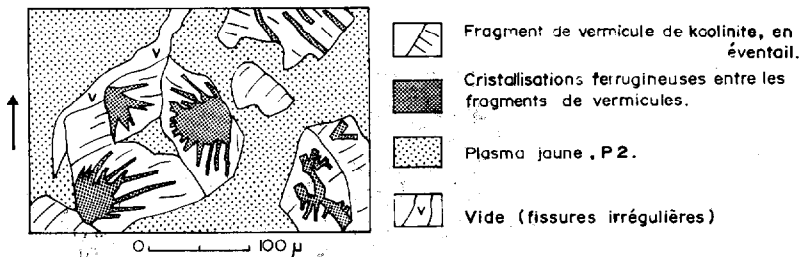 v
v
0 100 µ
Fragment de vermicule de koolinite, en
éventail.
Cristallisations ferrugineuses entre les
fragments de vermicules.
Plasma jaune, P2.
v
Vide (fissures irrégulières)